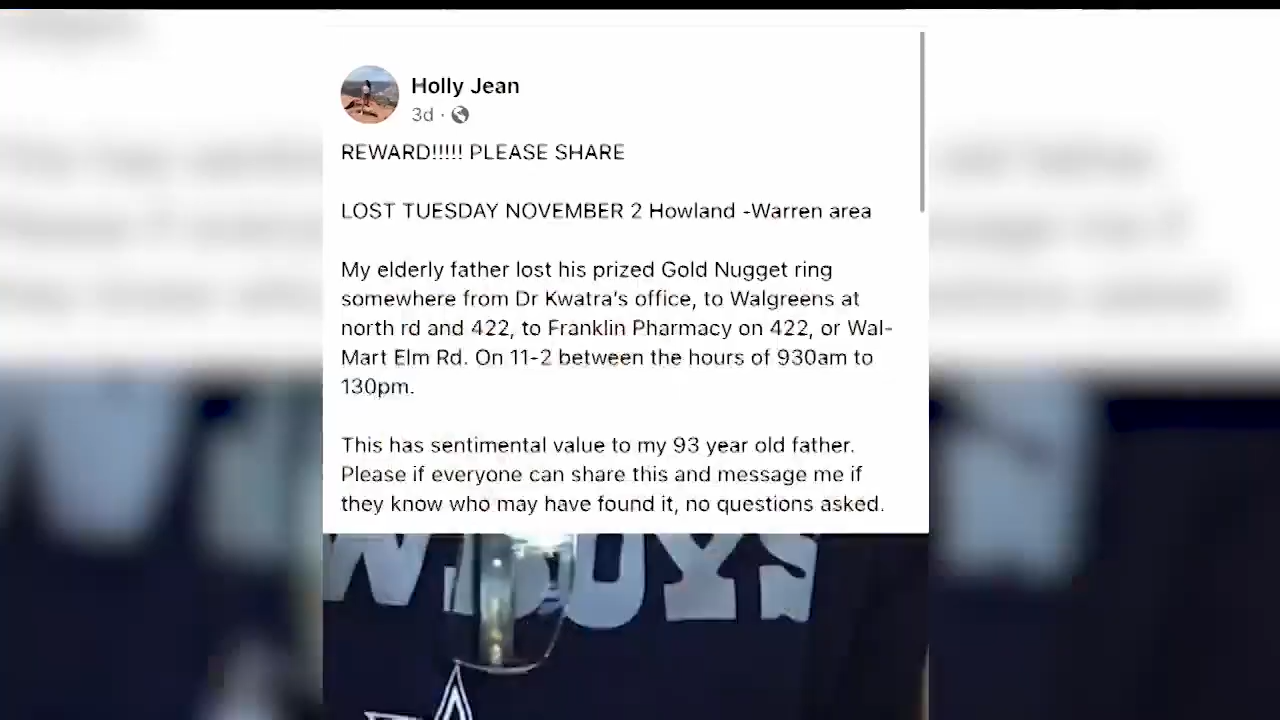 Holly Jean
3d ·
REWARD!!!!! PLEASE SHARE
LOST TUESDAY NOVEMBER 2 Howland -Warren area
My elderly father lost his prized Gold Nugget ring
somewhere from Dr Kwatra's office, to Walgreens at
north rd and 422, to Franklin Pharmacy on 422, or Wal-
Mart Elm Rd. On 11-2 between the hours of 930am to
130pm.
This has sentimental value to my 93 year old father.
Please if everyone can share this and message me if
they know who may have found it, no questions asked.
WBOYS